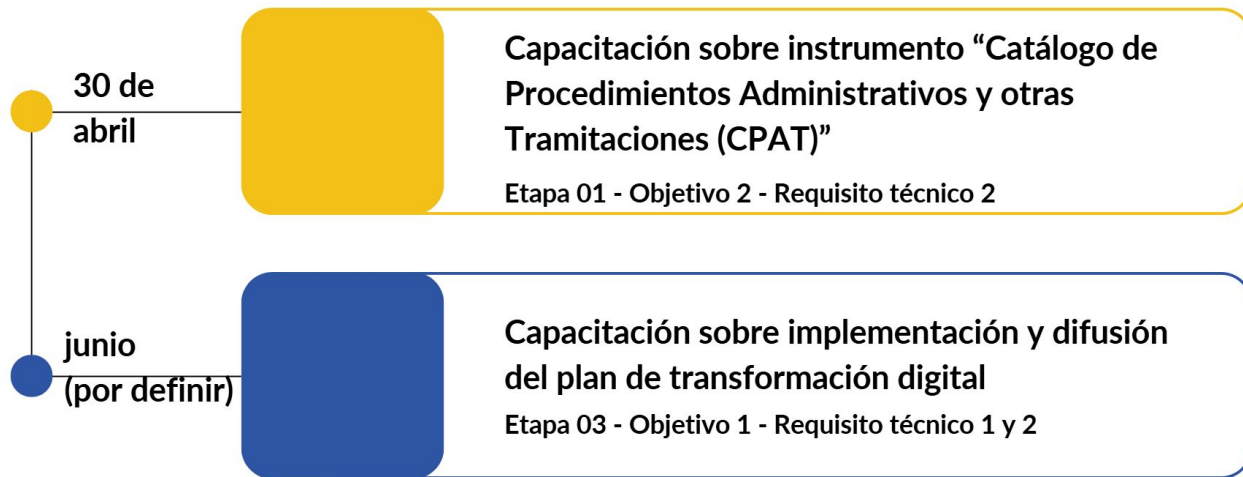 30 de
abril
Capacitación sobre instrumento “Catálogo de
Procedimientos Administrativos y otras
Tramitaciones (CPAT)”
Etapa 01 - Objetivo 2 - Requisito técnico 2
junio
(por definir)
Capacitación sobre implementación y difusión
del plan de transformación digital
Etapa 03 - Objetivo 1 - Requisito técnico 1 y 2